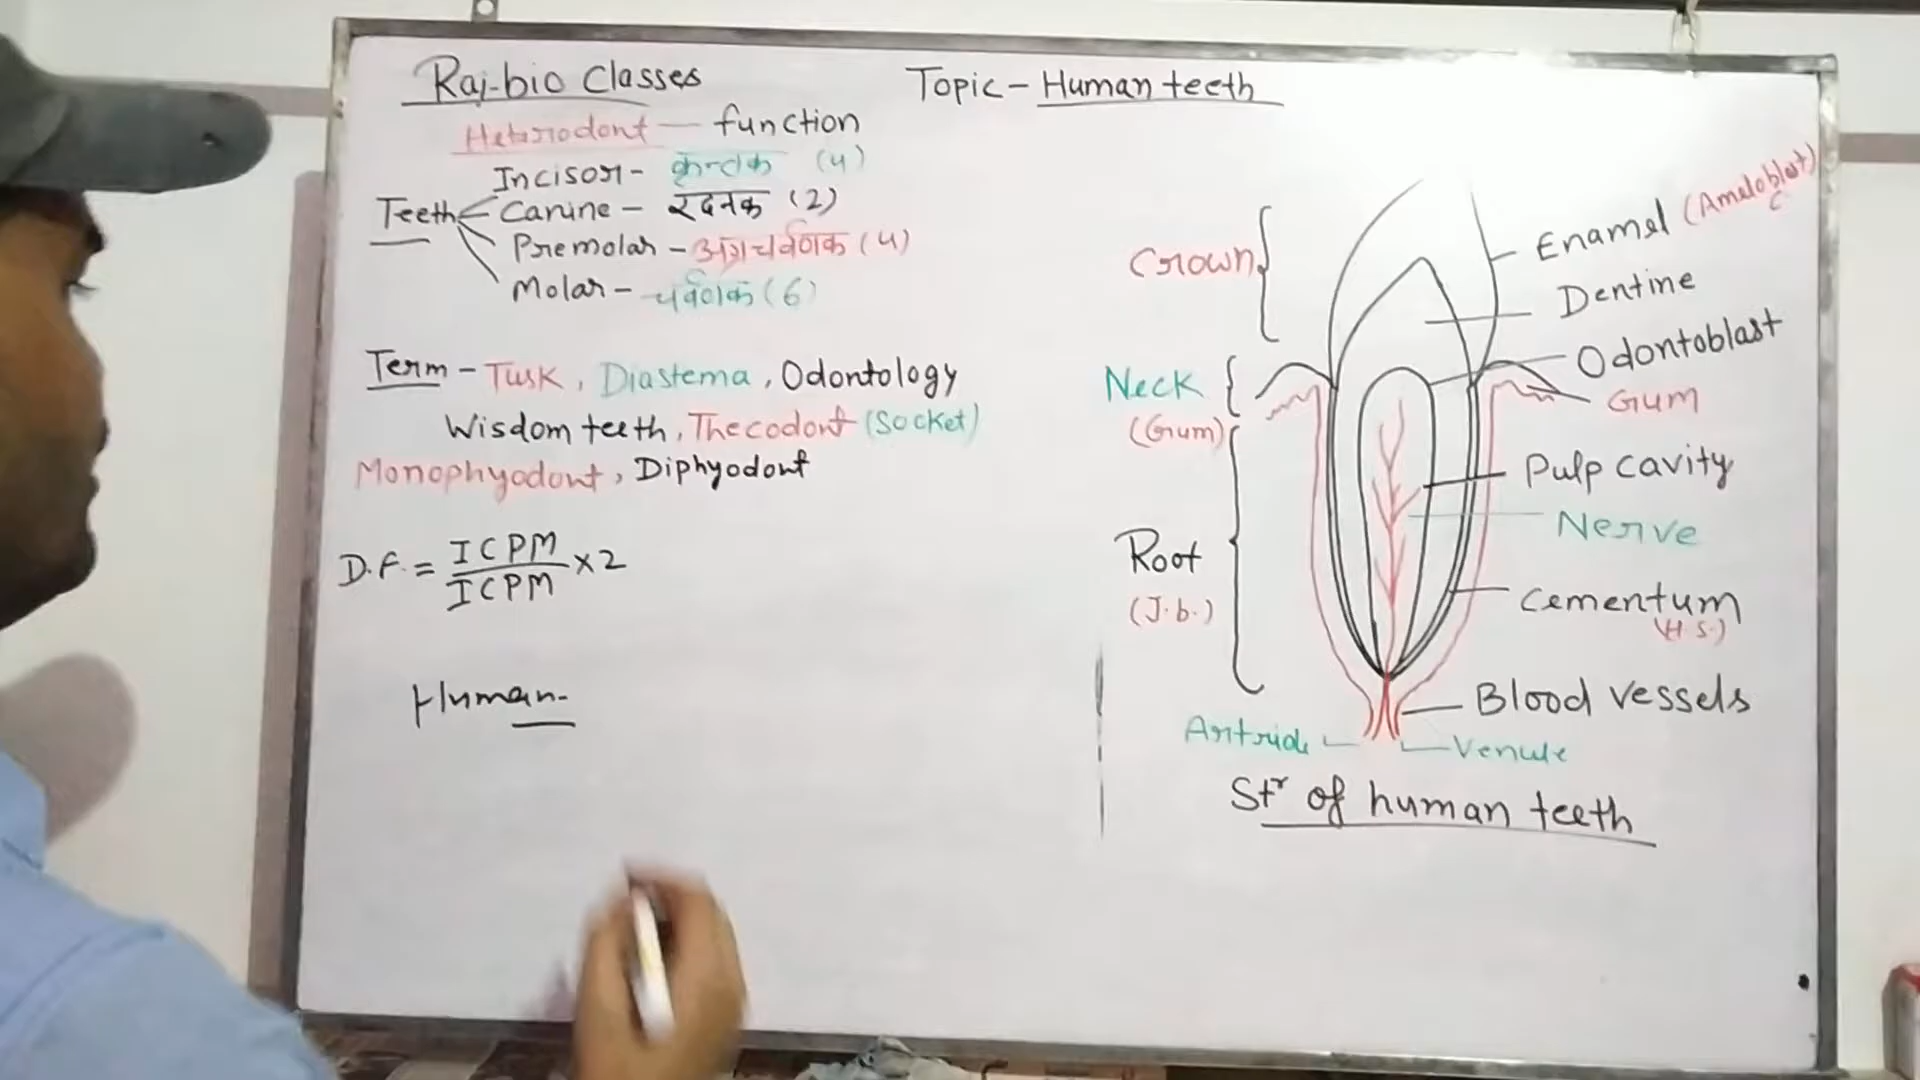 Raj-bio Classes
Topic - Human teeth
Heterodont — function
Teeth
Incisor - कृन्तक (4)
Canine - रदनक (2)
Premolar - अग्रचर्वणक (4)
Molar - चर्वणक (6)
Term - Tusk, Diastema, Odontology
Wisdom teeth, Thecodont (Socket)
Monophyodont, Diphyodont
D.F. = ICPM / ICPM × 2
Human-
Crown
Neck
(Gum)
Root
(J.b.)
Enamel (Ameloblast)
C
Dentine
Odontoblast
Gum
Pulp cavity
Nerve
Cementum
(H.S.)
Blood vessels
Venule
Str of human teeth